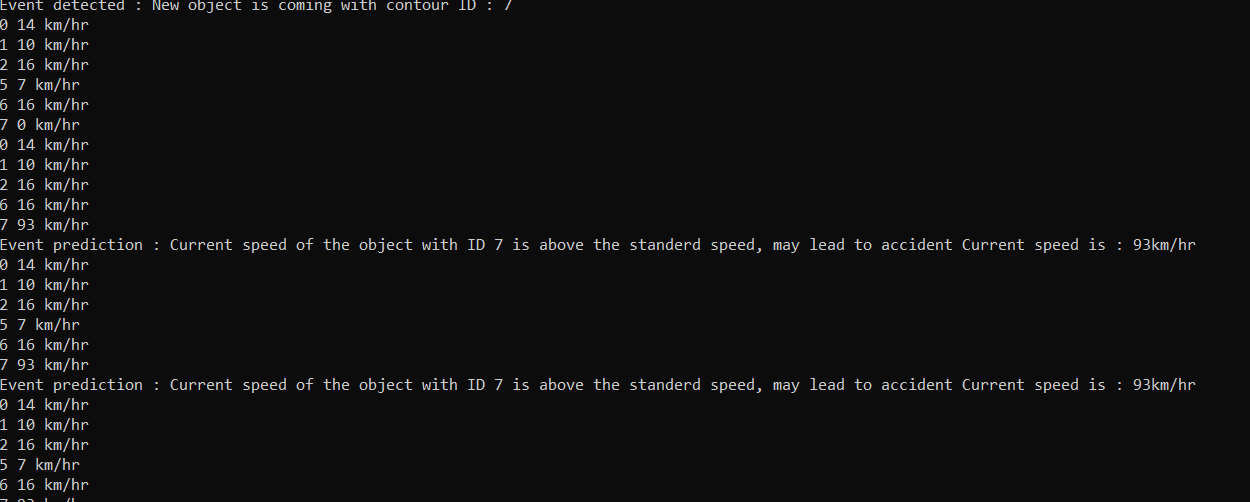 Event detected : New object is coming with contour ID : 7
0 14 km/hr
1 10 km/hr
2 16 km/hr
5 7 km/hr
6 16 km/hr
7 0 km/hr
0 14 km/hr
1 10 km/hr
2 16 km/hr
6 16 km/hr
7 93 km/hr
Event prediction : Current speed of the object with ID 7 is above the standerd speed, may lead to accident Current speed is : 93km/hr
0 14 km/hr
1 10 km/hr
2 16 km/hr
5 7 km/hr
6 16 km/hr
7 93 km/hr
Event prediction : Current speed of the object with ID 7 is above the standerd speed, may lead to accident Current speed is : 93km/hr
0 14 km/hr
1 10 km/hr
2 16 km/hr
5 7 km/hr
6 16 km/hr
7 93 km/hr